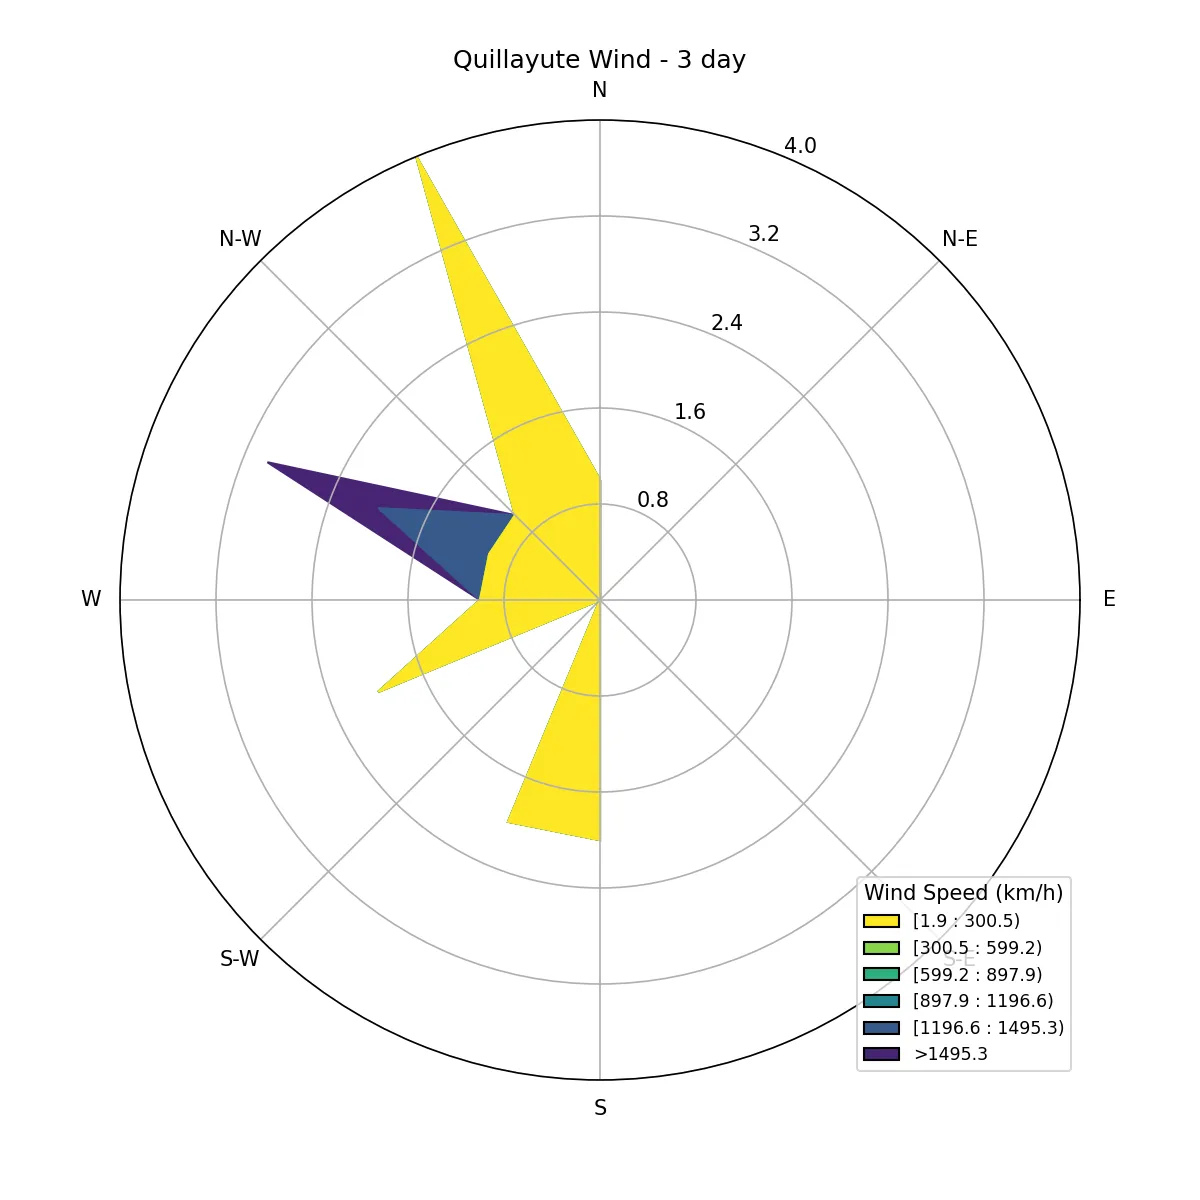 Quillayute Wind - 3 day
N
4.0
N-W
3.2
N-E
2.4
1.6
0.8
W
E
S-W
S-E
S
Wind Speed (km/h)
[1.9 : 300.5)
[300.5 : 599.2)
[599.2 : 897.9)
[897.9 : 1196.6)
[1196.6 : 1495.3)
>1495.3